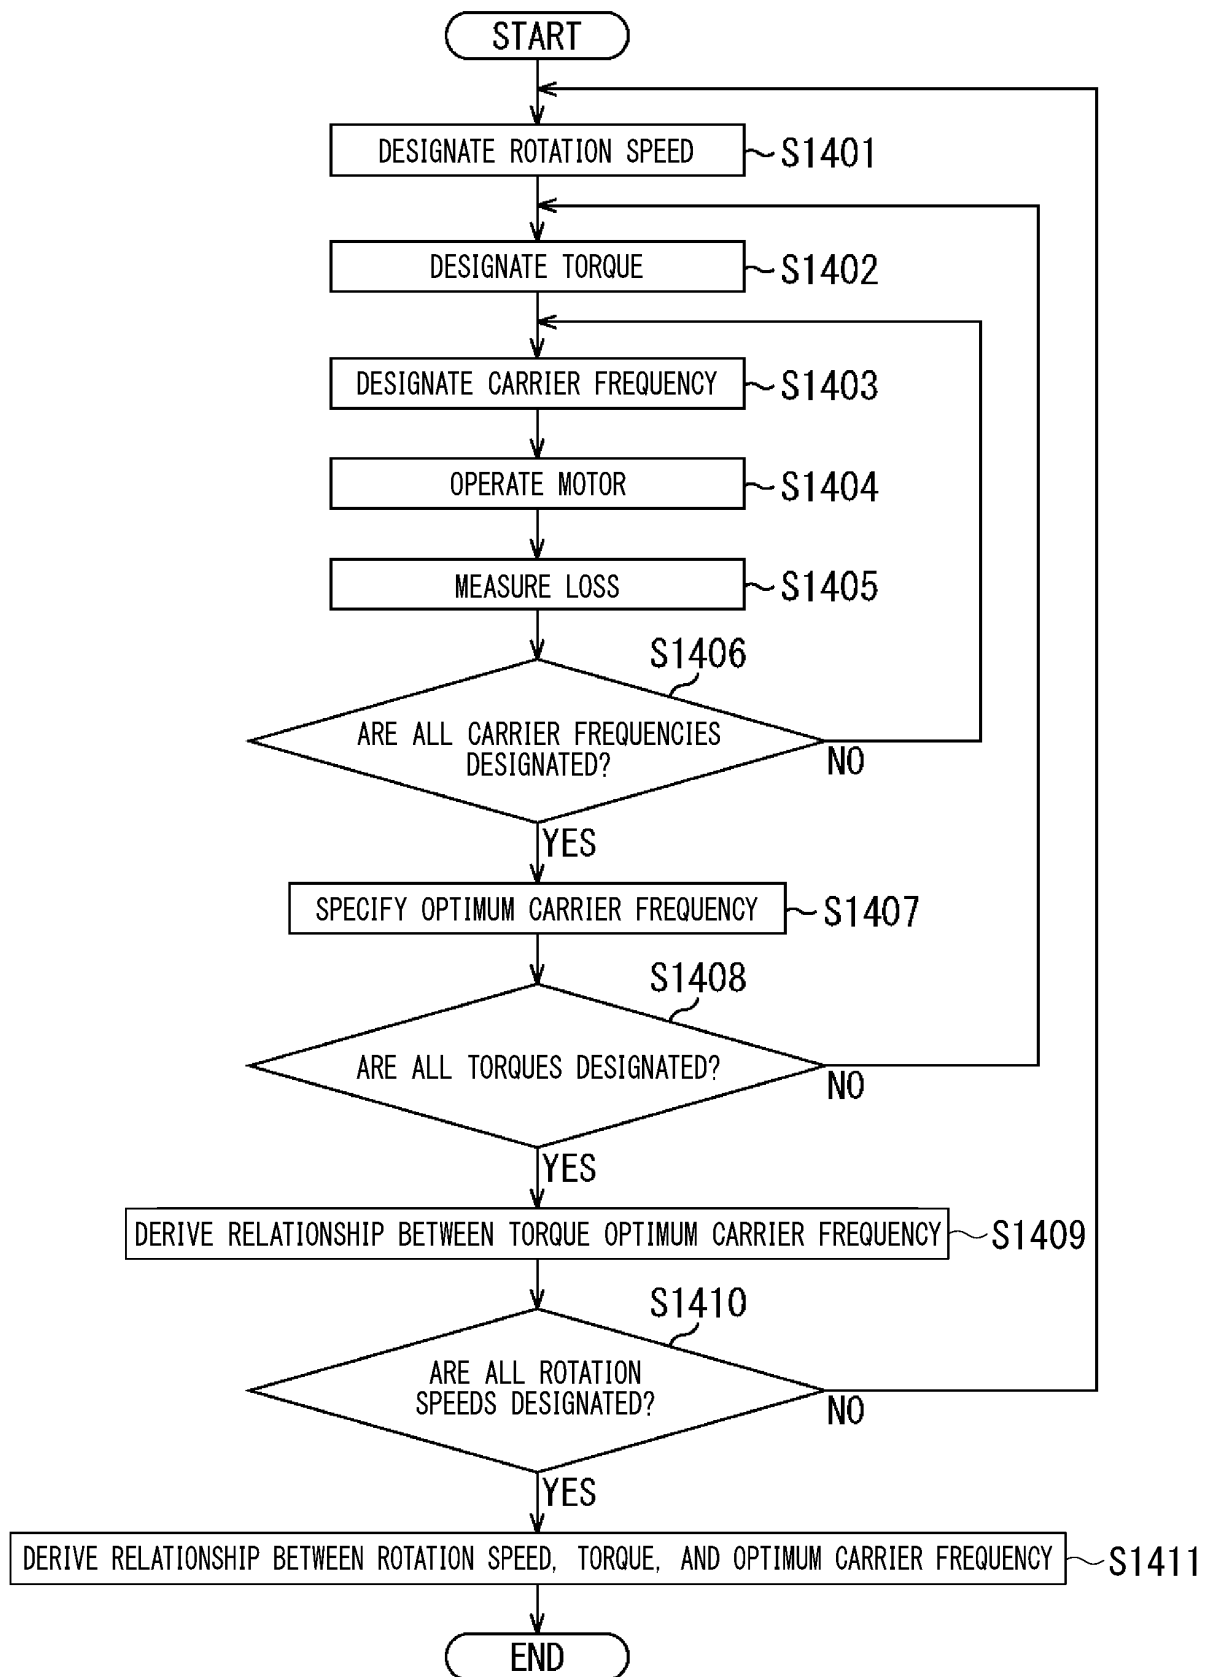 START
DESIGNATE ROTATION SPEED
S1401
DESIGNATE TORQUE
S1402
DESIGNATE CARRIER FREQUENCY
S1403
OPERATE MOTOR
S1404
MEASURE LOSS
S1405
S1406
ARE ALL CARRIER FREQUENCIES
DESIGNATED?
NO
YES
SPECIFY OPTIMUM CARRIER FREQUENCY
S1407
S1408
ARE ALL TORQUES DESIGNATED?
NO
YES
DERIVE RELATIONSHIP BETWEEN TORQUE OPTIMUM CARRIER FREQUENCY
S1409
S1410
ARE ALL ROTATION
SPEEDS DESIGNATED?
NO
YES
DERIVE RELATIONSHIP BETWEEN ROTATION SPEED, TORQUE, AND OPTIMUM CARRIER FREQUENCY
S1411
END